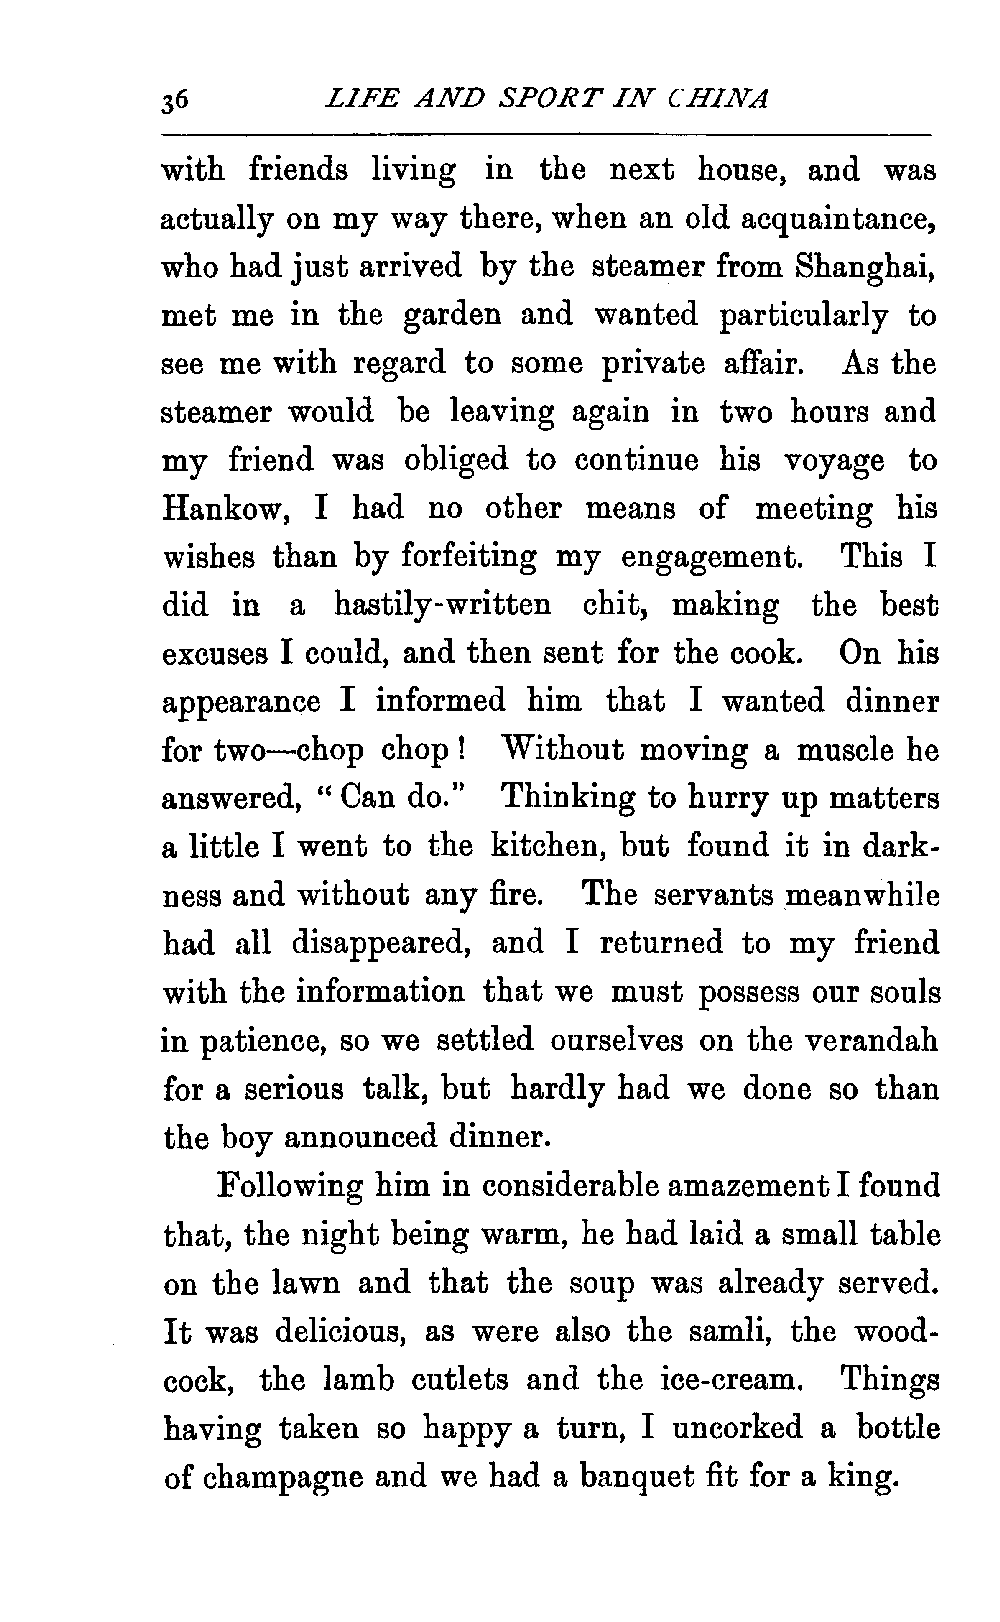 36 LIFE AND SPORT IN CHINA
with friends living in the next house, and was
actually on my way there, when an old acquaintance,
who had just arrived by the steamer from Shanghai,
met me in the garden and wanted particularly to
see me with regard to some private affair. As the
steamer would be leaving again in two hours and
my friend was obliged to continue his voyage to
Hankow, I had no other means of meeting his
wishes than by forfeiting my engagement. This I
did in a hastily-written chit, making the best
excuses I could, and then sent for the cook. On his
appearance I informed him that I wanted dinner
for two—chop chop! Without moving a muscle he
answered, “Can do.” Thinking to hurry up matters
a little I went to the kitchen, but found it in dark-
ness and without any fire. The servants meanwhile
had all disappeared, and I returned to my friend
with the information that we must possess our souls
in patience, so we settled ourselves on the verandah
for a serious talk, but hardly had we done so than
the boy announced dinner.
Following him in considerable amazement I found
that, the night being warm, he had laid a small table
on the lawn and that the soup was already served.
It was delicious, as were also the samli, the wood-
cock, the lamb cutlets and the ice-cream. Things
having taken so happy a turn, I uncorked a bottle
of champagne and we had a banquet fit for a king.